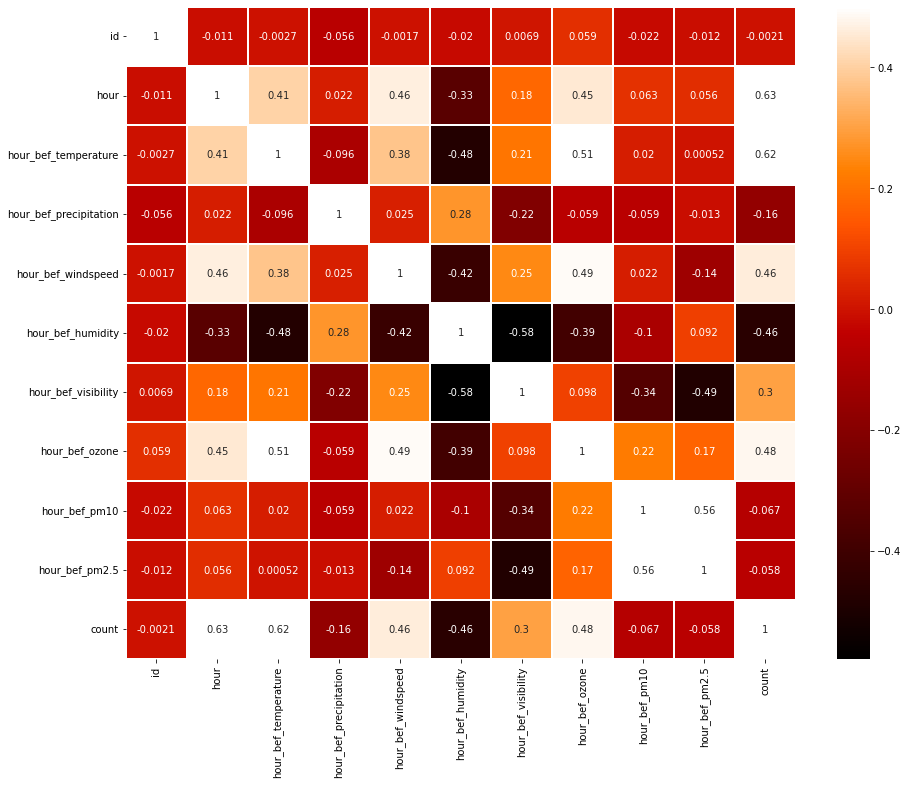 id 1 -0.011 -0.0027 -0.056 -0.0017 -0.02 0.0069 0.059 -0.022 -0.012 -0.0021
hour -0.011 1 0.41 0.022 0.46 -0.33 0.18 0.45 0.063 0.056 0.63
hour_bef_temperature -0.0027 0.41 1 -0.096 0.38 -0.48 0.21 0.51 0.02 0.00052 0.62
hour_bef_precipitation -0.056 0.022 -0.096 1 0.025 0.28 -0.22 -0.059 -0.059 -0.013 -0.16
hour_bef_windspeed -0.0017 0.46 0.38 0.025 1 -0.42 0.25 0.49 0.022 -0.14 0.46
hour_bef_humidity -0.02 -0.33 -0.48 0.28 -0.42 1 -0.58 -0.39 -0.1 0.092 -0.46
hour_bef_visibility 0.0069 0.18 0.21 -0.22 0.25 -0.58 1 0.098 -0.34 -0.49 0.3
hour_bef_ozone 0.059 0.45 0.51 -0.059 0.49 -0.39 0.098 1 0.22 0.17 0.48
hour_bef_pm10 -0.022 0.063 0.02 -0.059 0.022 -0.1 -0.34 0.22 1 0.56 -0.067
hour_bef_pm2.5 -0.012 0.056 0.00052 -0.013 -0.14 0.092 -0.49 0.17 0.56 1 -0.058
count -0.0021 0.63 0.62 -0.16 0.46 -0.46 0.3 0.48 -0.067 -0.058 1
id
hour
hour_bef_temperature
hour_bef_precipitation
hour_bef_windspeed
hour_bef_humidity
hour_bef_visibility
hour_bef_ozone
hour_bef_pm10
hour_bef_pm2.5
count
0.4
0.2
0.0
−0.2
−0.4